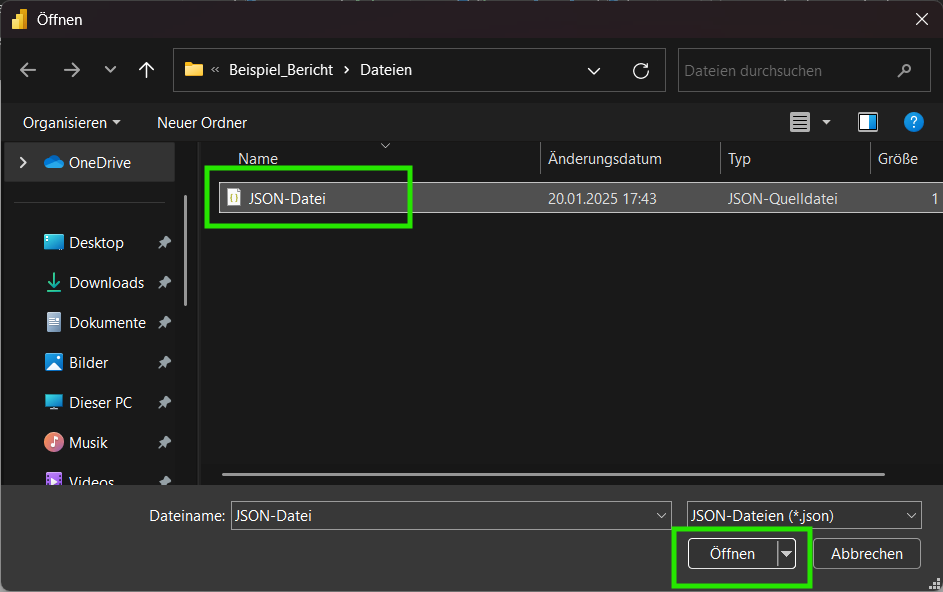 Öffnen
« Beispiel_Bericht > Dateien
Dateien durchsuchen
Organisieren
Neuer Ordner
?
OneDrive
Name
Änderungsdatum
Typ
Größe
JSON-Datei
20.01.2025 17:43
JSON-Quelldatei
1
Desktop
Downloads
Dokumente
Bilder
Dieser PC
Musik
Videos
Dateiname:
JSON-Datei
JSON-Dateien (*.json)
Öffnen
Abbrechen